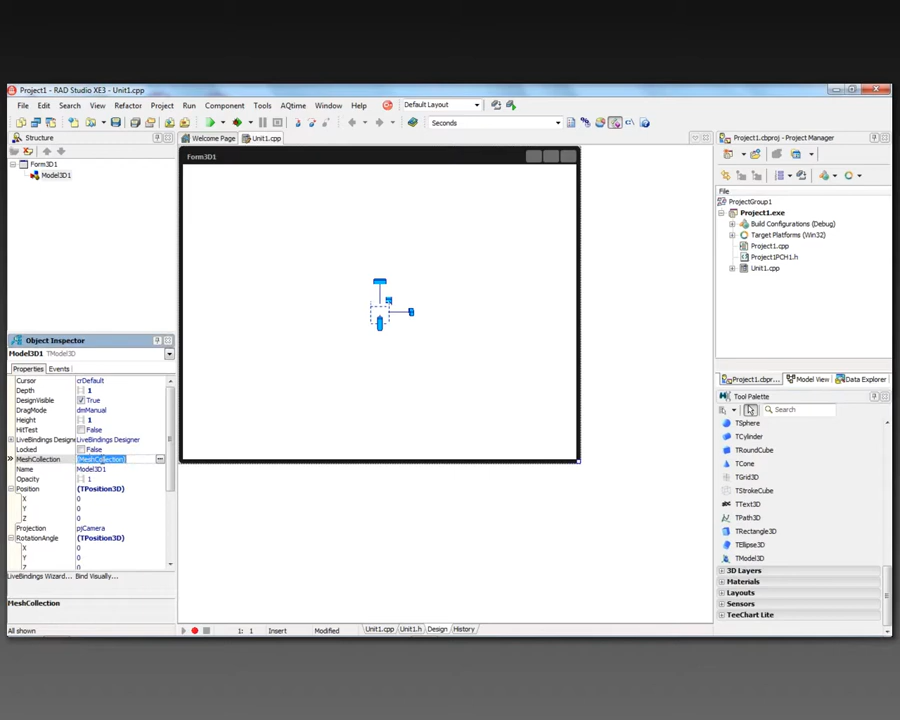 Project1 - RAD Studio XE3 - Unit1.cpp
File Edit Search View Refactor Project Run Component Tools AQtime Window Help Default Layout
Seconds
Structure
Form3D1
Model3D1
Object Inspector
Model3D1 TModel3D
Properties Events
Cursor crDefault
Depth 1
DesignVisible True
DragMode dmManual
Height 1
HitTest False
LiveBindings Designe LiveBindings Designer
Locked False
MeshCollection (MeshCollection)
Name Model3D1
Opacity 1
Position (TPosition3D)
X 0
Y 0
Z 0
Projection pjCamera
RotationAngle (TPosition3D)
X 0
Y 0
Z 0
LiveBindings Wizard... Bind Visually...
MeshCollection
All shown
Welcome Page Unit1.cpp
Form3D1
1: 1 Insert Modified Unit1.cpp Unit1.h Design History
Project1.cbproj - Project Manager
File
ProjectGroup1
Project1.exe
Build Configurations (Debug)
Target Platforms (Win32)
Project1.cpp
Project1PCH1.h
Unit1.cpp
Project1.cbpr... Model View Data Explorer
Tool Palette
Search
TSphere
TCylinder
TRoundCube
TCone
TGrid3D
TStrokeCube
TText3D
TPath3D
TRectangle3D
TEllipse3D
TModel3D
3D Layers
Materials
Layouts
Sensors
TeeChart Lite